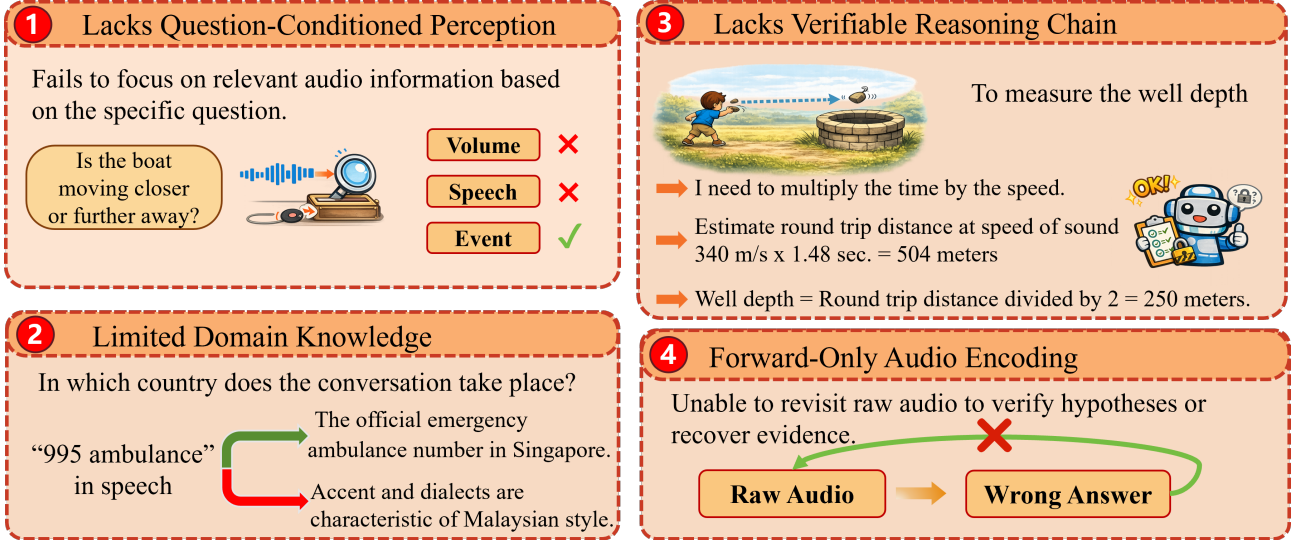 1 Lacks Question-Conditioned Perception
Fails to focus on relevant audio information based
on the specific question.
Is the boat
moving closer
or further away?
Volume
Speech
Event
2 Limited Domain Knowledge
In which country does the conversation take place?
“995 ambulance”
in speech
The official emergency
ambulance number in Singapore.
Accent and dialects are
characteristic of Malaysian style.
3 Lacks Verifiable Reasoning Chain
To measure the well depth
I need to multiply the time by the speed.
Estimate round trip distance at speed of sound
340 m/s x 1.48 sec. = 504 meters
OK!
? ?
Well depth = Round trip distance divided by 2 = 250 meters.
4 Forward-Only Audio Encoding
Unable to revisit raw audio to verify hypotheses or
recover evidence.
Raw Audio
Wrong Answer